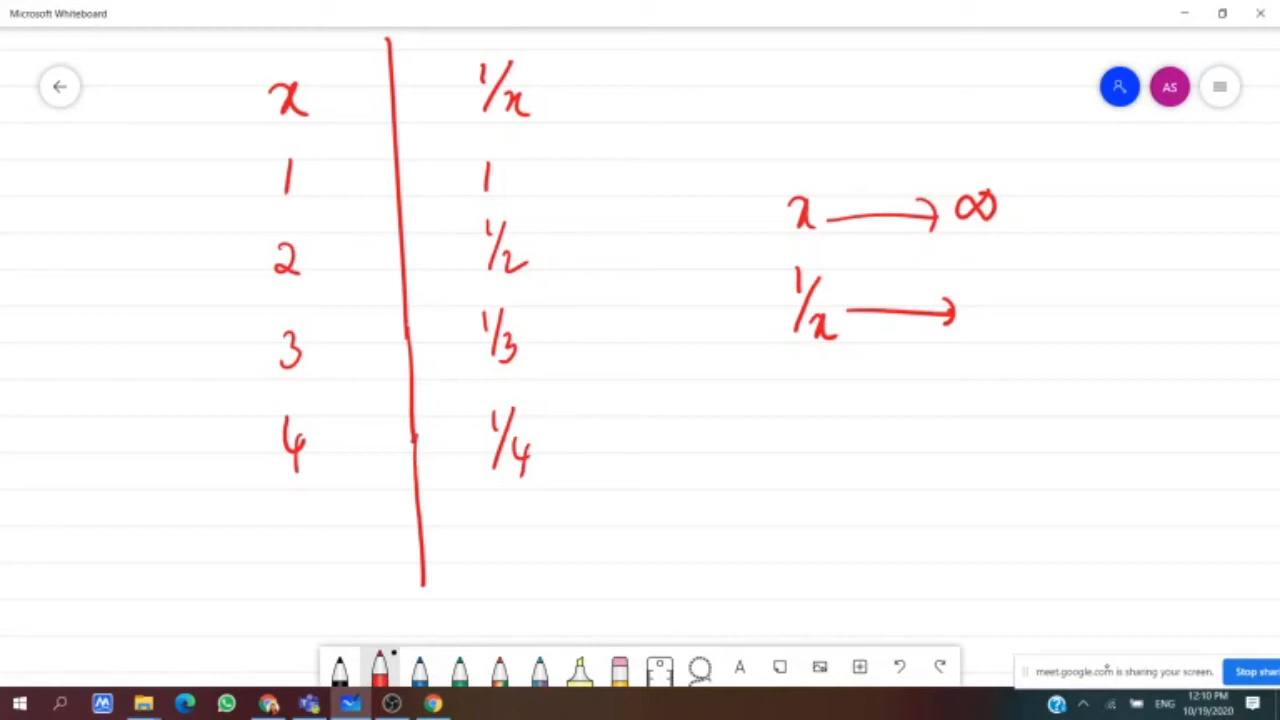 Microsoft Whiteboard
AS
x 1/x
1 1
2 1/2
3 1/3
4 1/4
x → ∞
1/x →
A
meet.google.com is sharing your screen.
Stop shar
ENG
12:10 PM
10/19/2020